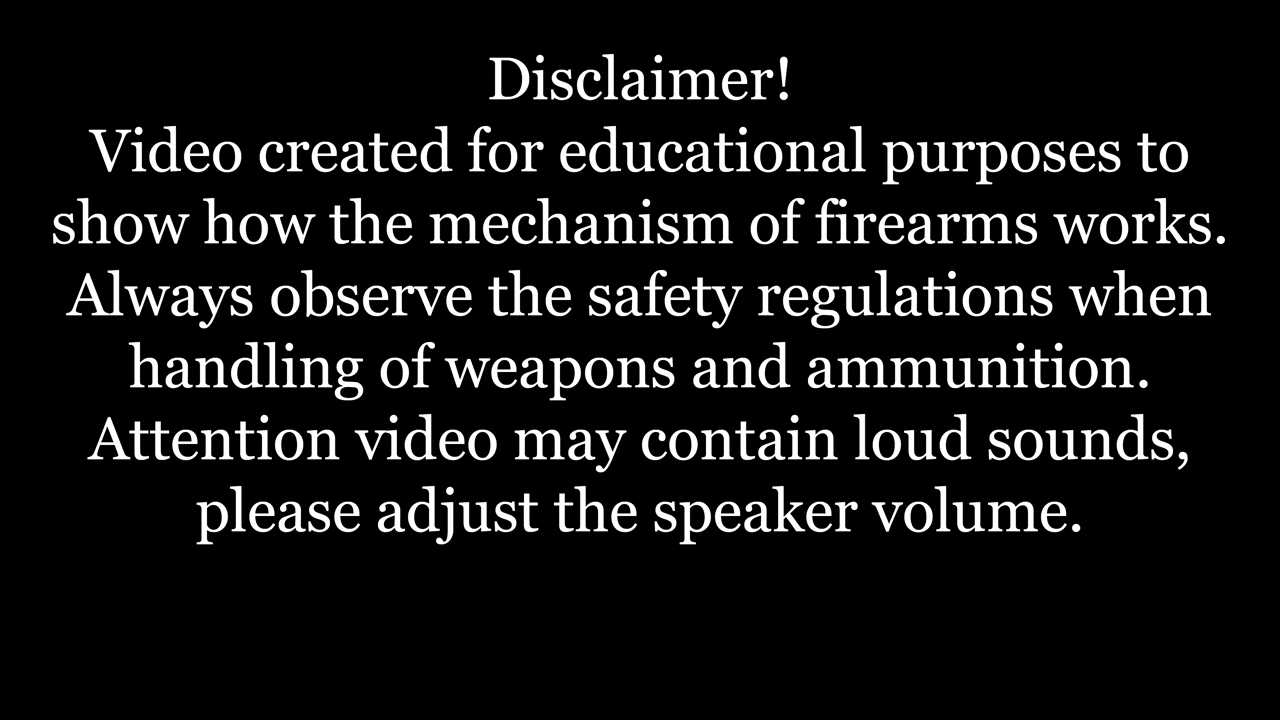 Disclaimer!
Video created for educational purposes to
show how the mechanism of firearms works.
Always observe the safety regulations when
handling of weapons and ammunition.
Attention video may contain loud sounds,
please adjust the speaker volume.